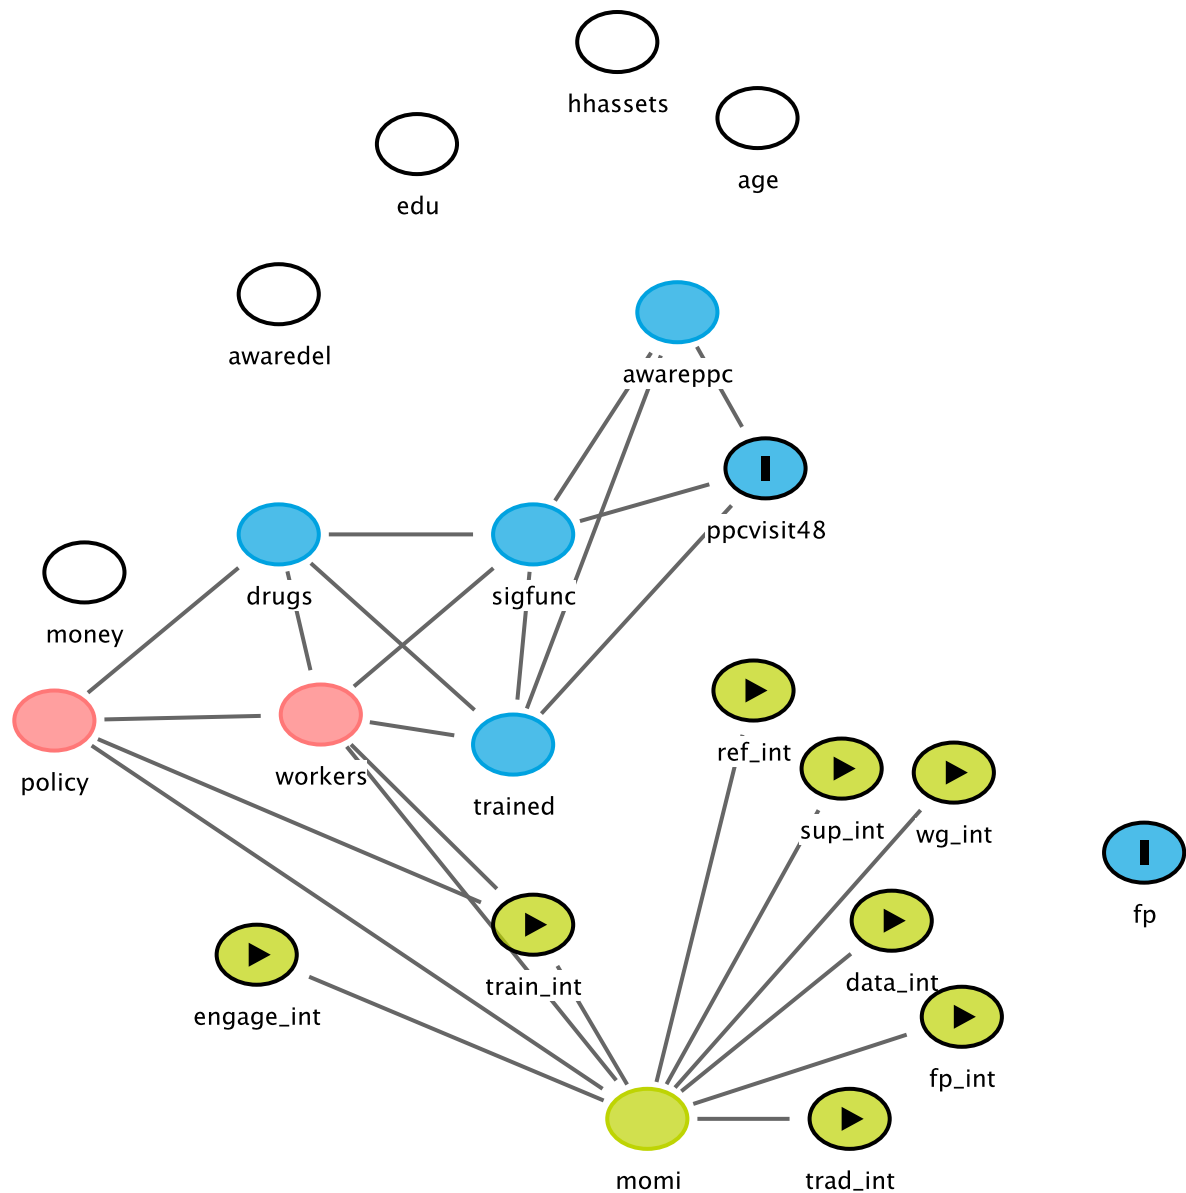 hhassets
age
edu
awaredel
awareppc
ppcvisit48
drugs
sigfunc
money
policy
workers
trained
ref_int
sup_int
wg_int
fp
train_int
data_int
engage_int
fp_int
momi
trad_int